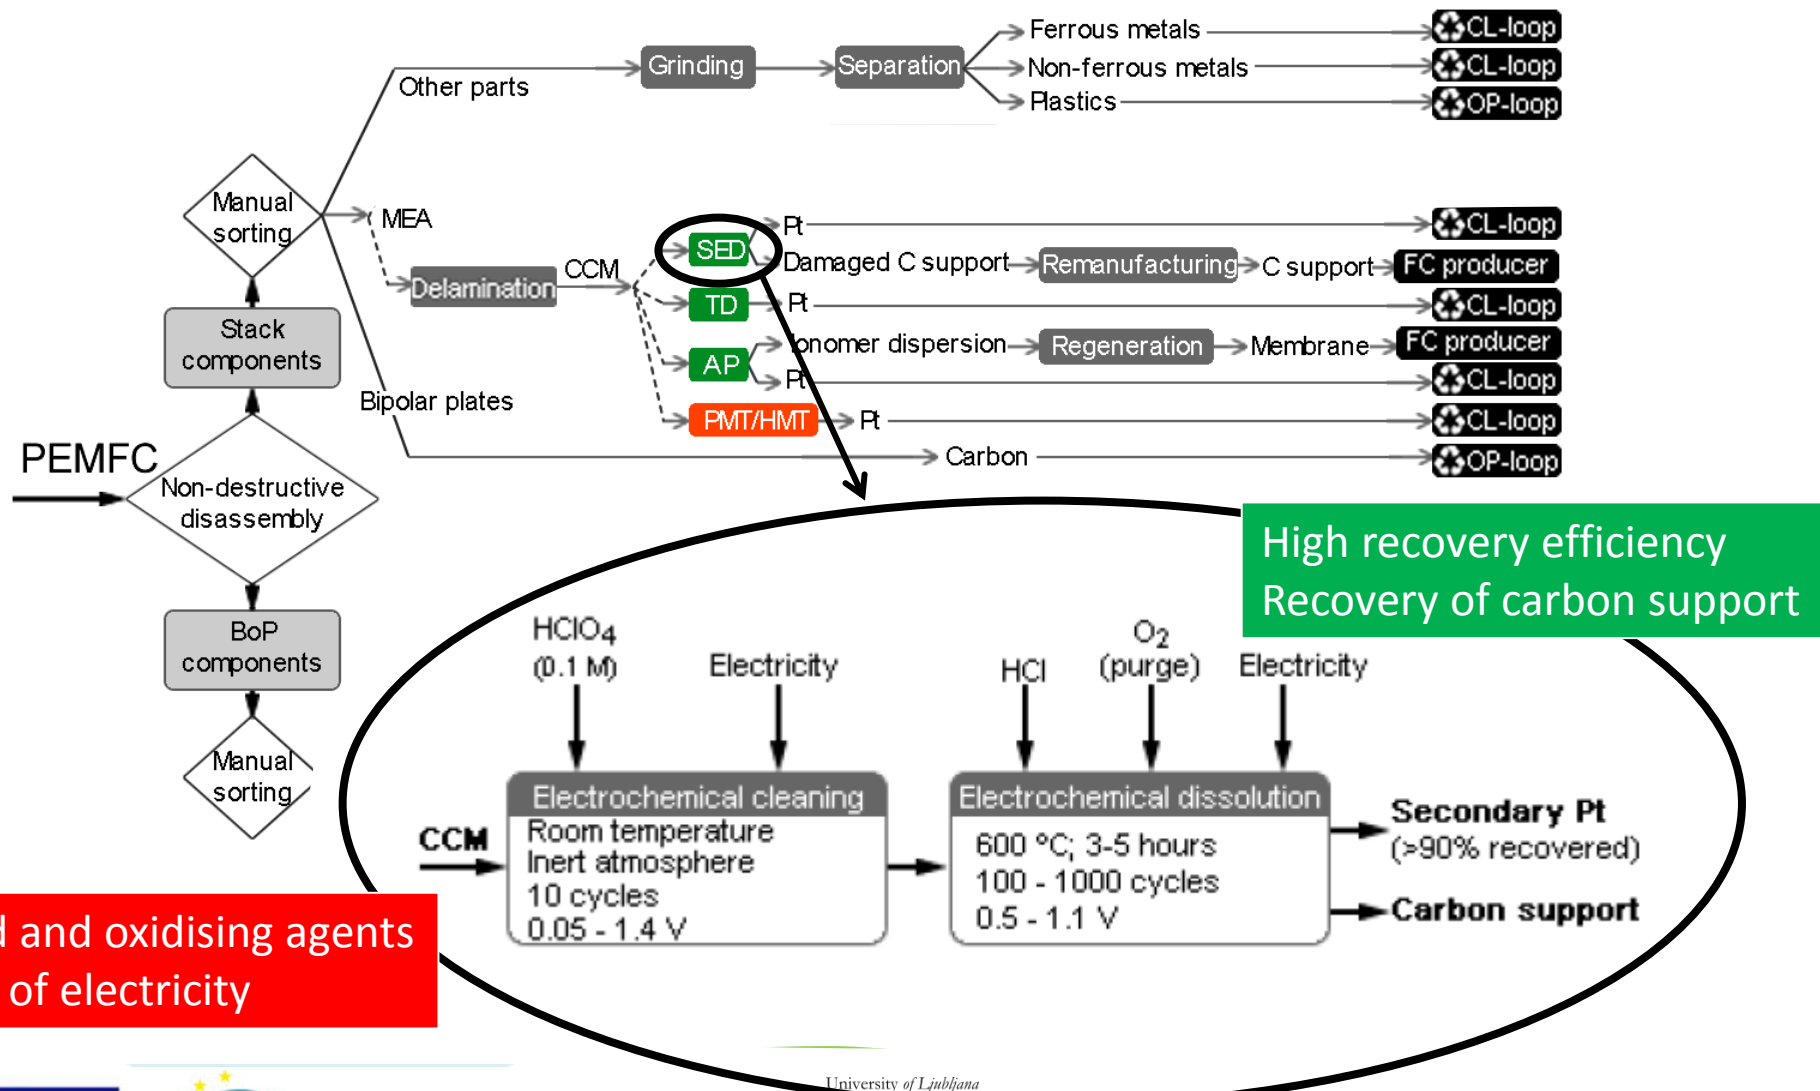 Ferrous metals
CL-loop
Grinding
Separation
Non-ferrous metals
CL-loop
Other parts
Plastics
OP-loop
Manual
sorting
MEA
Pt
CL-loop
SED
Damaged C support
Remanufacturing
C support
FC producer
Delamination
CCM
TD
Pt
CL-loop
Stack
components
Ionomer dispersion
Regeneration
Membrane
FC producer
AP
Pt
CL-loop
Bipolar plates
PMT/HMT
Pt
CL-loop
Carbon
OP-loop
PEMFC
Non-destructive
disassembly
High recovery efficiency
Recovery of carbon support
BoP
components
Manual
sorting
HClO4
(0.1 M)
Electricity
HCl
O2
(purge)
Electricity
Electrochemical cleaning
CCM
Room temperature
Inert atmosphere
10 cycles
0.05 - 1.4 V
Electrochemical dissolution
600 ºC; 3-5 hours
100 - 1000 cycles
0.5 - 1.1 V
Secondary Pt
(>90% recovered)
Carbon support
and oxidising agents
of electricity
University of Ljubljana